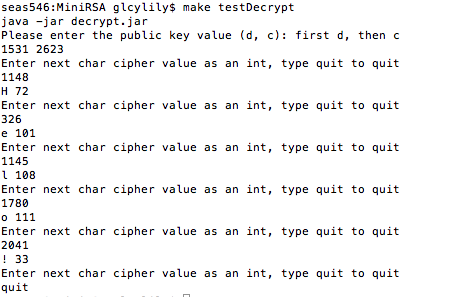 seas546:MiniRSA glcylily$ make testDecrypt
java -jar decrypt.jar
Please enter the public key value (d, c): first d, then c
1531 2623
Enter next char cipher value as an int, type quit to quit
1148
H 72
Enter next char cipher value as an int, type quit to quit
326
e 101
Enter next char cipher value as an int, type quit to quit
1145
l 108
Enter next char cipher value as an int, type quit to quit
1780
o 111
Enter next char cipher value as an int, type quit to quit
2041
! 33
Enter next char cipher value as an int, type quit to quit
quit